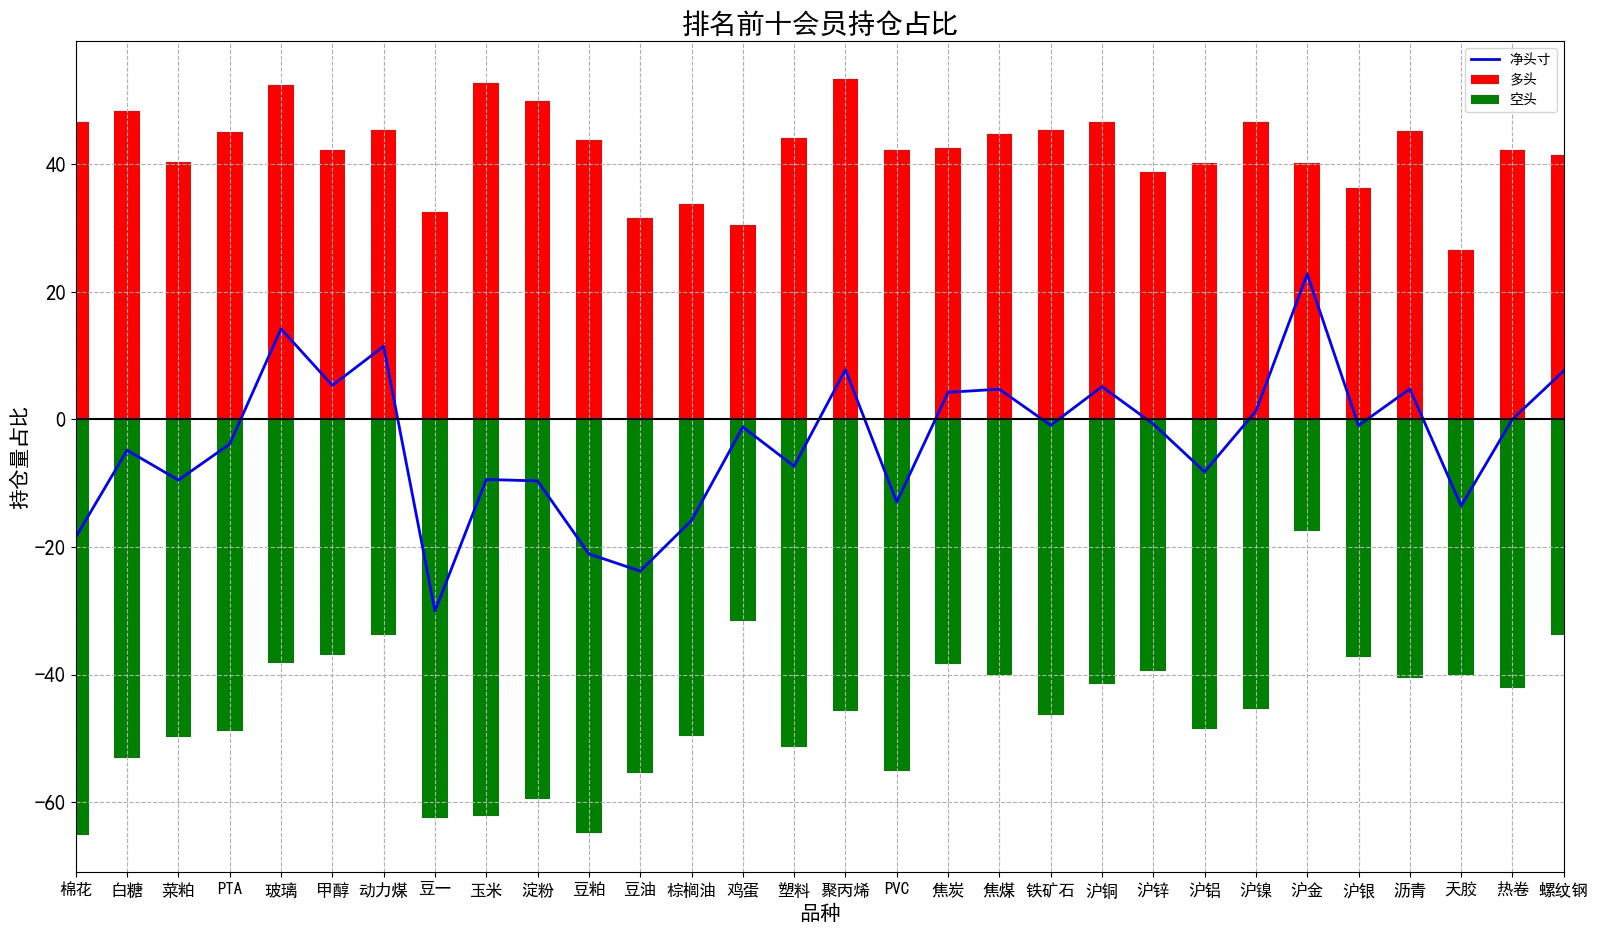 排名前十会员持仓占比
净头寸
多头
空头
持仓量占比
40
20
0
−20
−40
−60
棉花 白糖 菜粕 PTA 玻璃 甲醇 动力煤 豆一 玉米 淀粉 豆粕 豆油 棕榈油 鸡蛋 塑料 聚丙烯 PVC 焦炭 焦煤 铁矿石 沪铜 沪锌 沪铝 沪镍 沪金 沪银 沥青 天胶 热卷 螺纹钢
品种